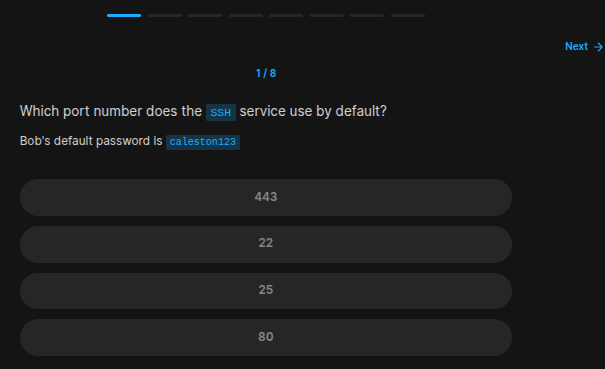 Next →
1 / 8
Which port number does the SSH service use by default?
Bob's default password is caleston123
443
22
25
80